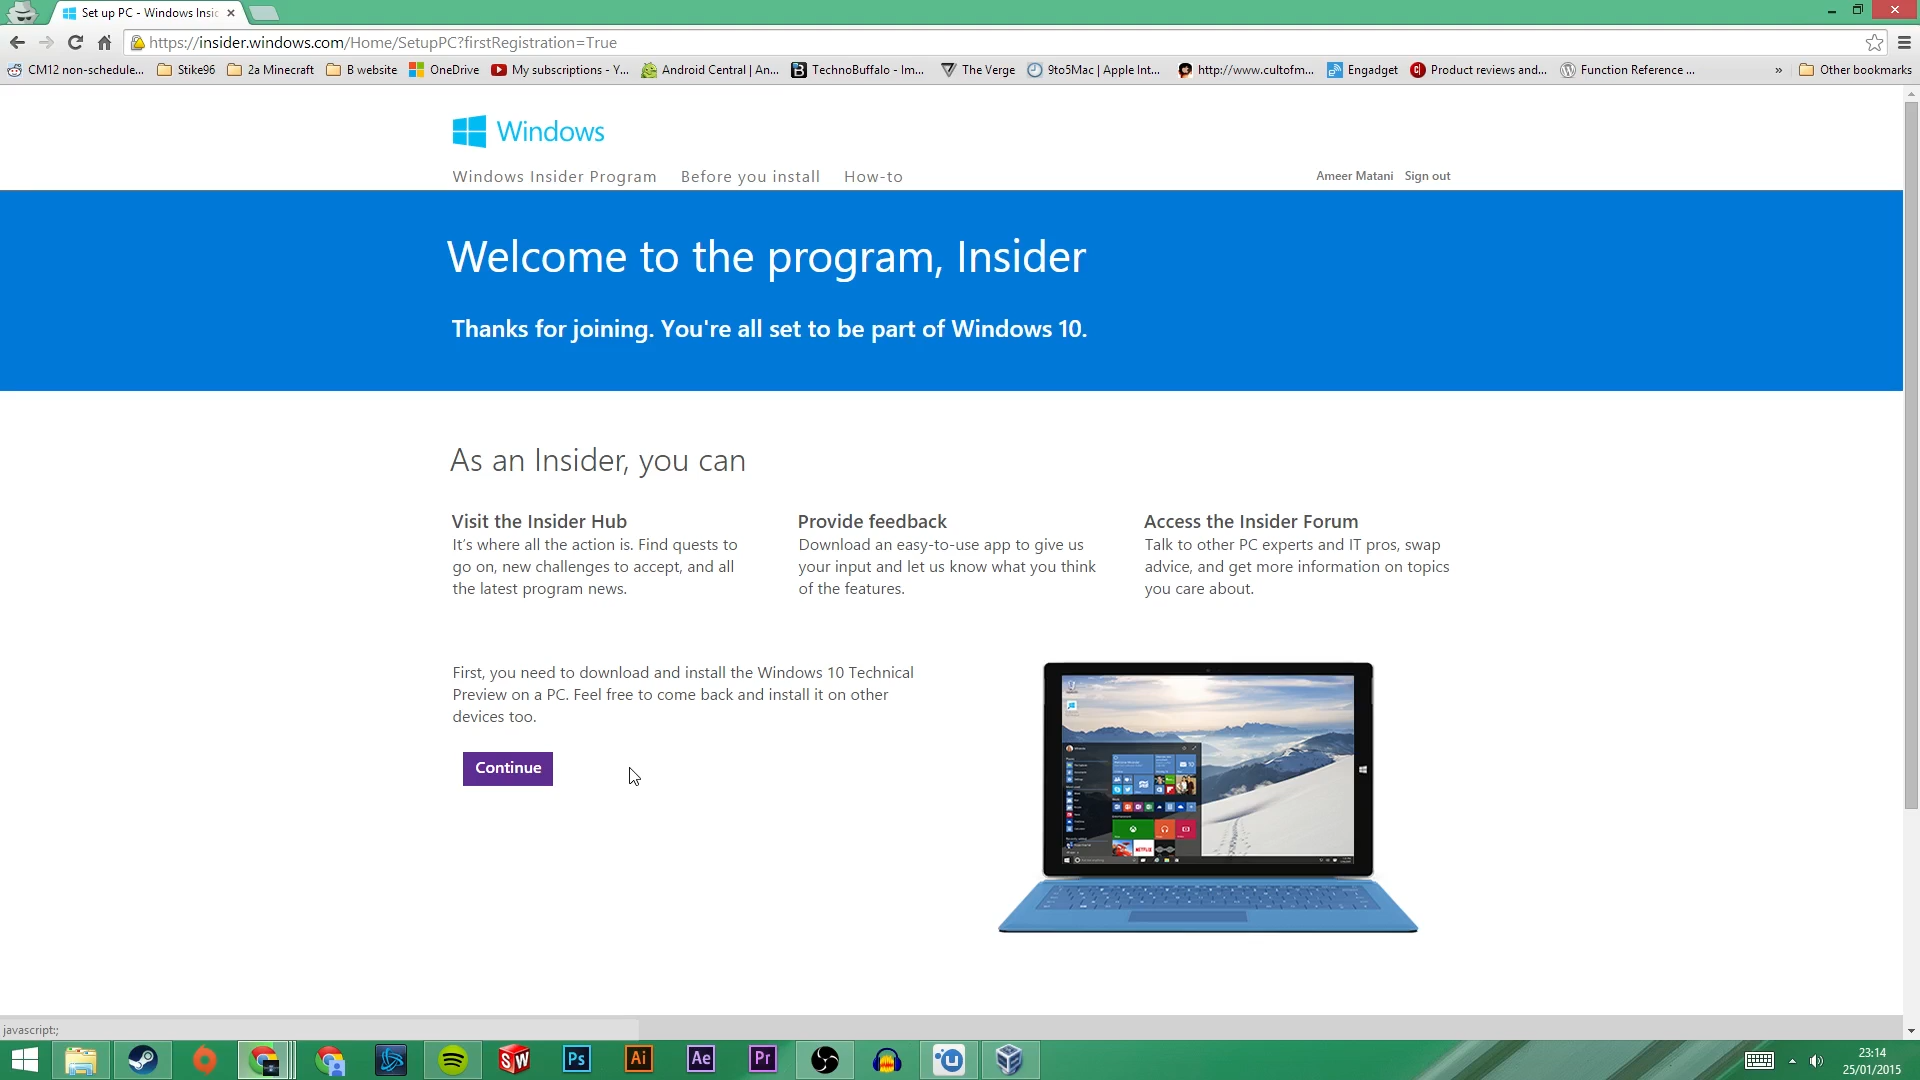 Set up PC - Windows Insic
https://insider.windows.com/Home/SetupPC?firstRegistration=True
CM12 non-schedule...
Stike96
2a Minecraft
B website
OneDrive
My subscriptions - Y...
Android Central | An...
TechnoBuffalo - Im...
The Verge
9to5Mac | Apple Int...
http://www.cultofm...
Engadget
Product reviews and...
Function Reference ...
»
Other bookmarks
Windows
Windows Insider Program
Before you install
How-to
Ameer Matani
Sign out
Welcome to the program, Insider
Thanks for joining. You're all set to be part of Windows 10.
As an Insider, you can
Visit the Insider Hub
It's where all the action is. Find quests to
go on, new challenges to accept, and all
the latest program news.
Provide feedback
Download an easy-to-use app to give us
your input and let us know what you think
of the features.
Access the Insider Forum
Talk to other PC experts and IT pros, swap
advice, and get more information on topics
you care about.
First, you need to download and install the Windows 10 Technical
Preview on a PC. Feel free to come back and install it on other
devices too.
Continue
NETFLIX
javascript:;
SW
Ps
Ai
Ae
Pr
23:14
25/01/2015